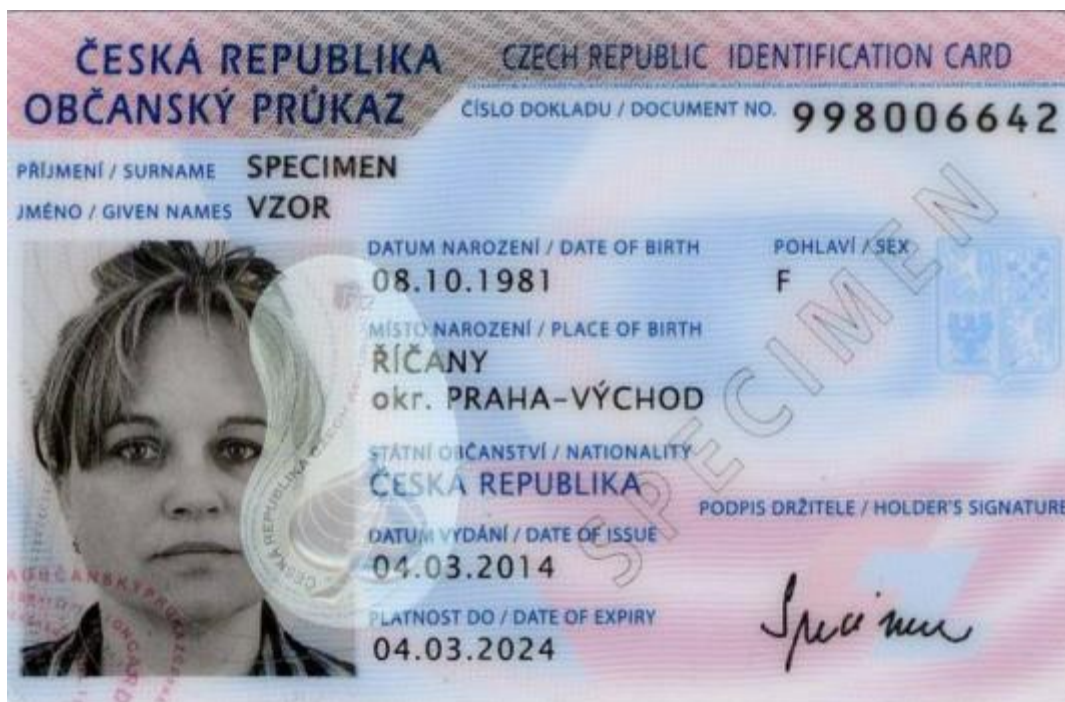 ČESKÁ REPUBLIKA CZECH REPUBLIC IDENTIFICATION CARD
OBČANSKÝ PRŮKAZ ČÍSLO DOKLADU / DOCUMENT NO. 998006642
PŘÍJMENÍ / SURNAME SPECIMEN
JMÉNO / GIVEN NAMES VZOR
DATUM NAROZENÍ / DATE OF BIRTH POHLAVÍ / SEX
08.10.1981 F
MÍSTO NAROZENÍ / PLACE OF BIRTH
ŘÍČANY
okr. PRAHA-VÝCHOD
STÁTNÍ OBČANSTVÍ / NATIONALITY
ČESKÁ REPUBLIKA
PODPIS DRŽITELE / HOLDER'S SIGNATURE
DATUM VYDÁNÍ / DATE OF ISSUE
04.03.2014
PLATNOST DO / DATE OF EXPIRY
04.03.2024
Specimen
SPECIMEN
ČESKÁ REPUBLIKA